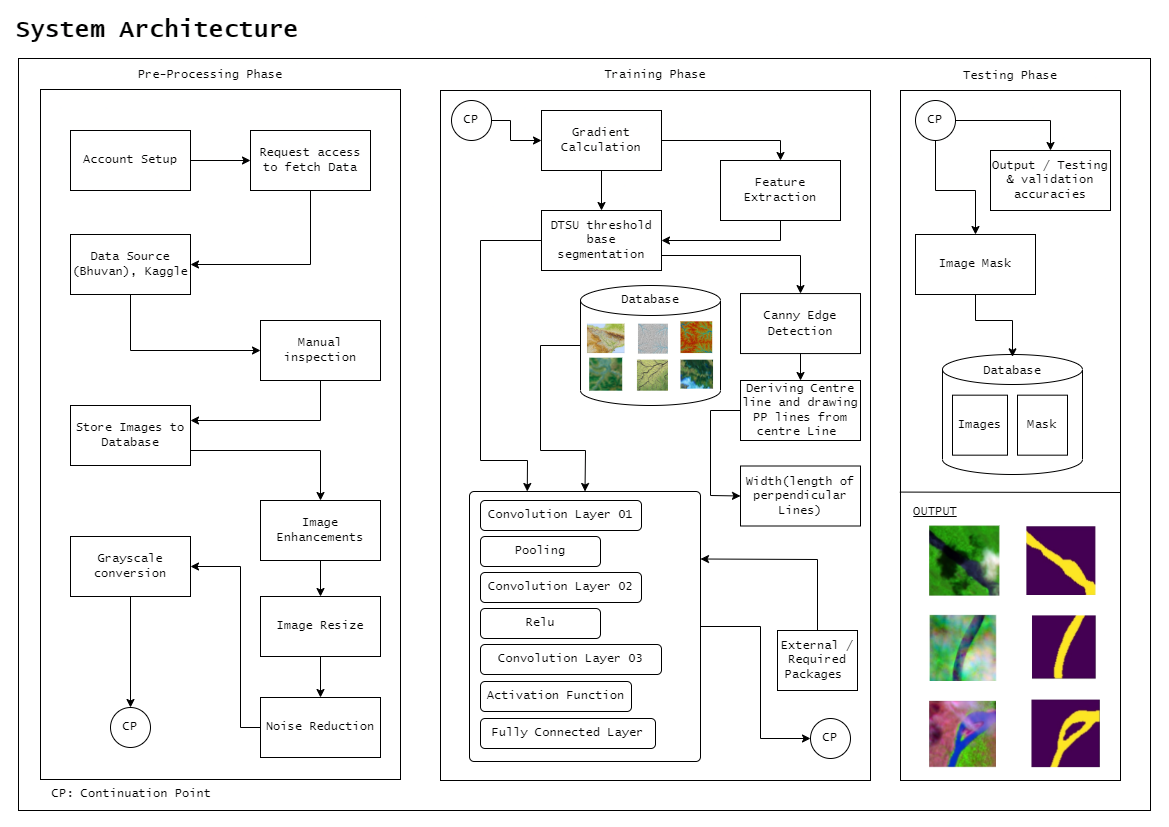 System Architecture
Pre-Processing Phase
Account Setup
Request access
to fetch Data
Data Source
(Bhuvan), Kaggle
Manual
inspection
Store Images to
Database
Image
Enhancements
Grayscale
conversion
Image Resize
Noise Reduction
CP
CP: Continuation Point
Training Phase
CP
Gradient
Calculation
Feature
Extraction
DTSU threshold
base
segmentation
Database
Canny Edge
Detection
Deriving Centre
line and drawing
PP lines from
centre Line
Width(length of
perpendicular
Lines)
Convolution Layer 01
Pooling
Convolution Layer 02
Relu
Convolution Layer 03
Activation Function
Fully Connected Layer
External /
Required
Packages
CP
Testing Phase
CP
Output / Testing
& validation
accuracies
Image Mask
Database
Images
Mask
OUTPUT